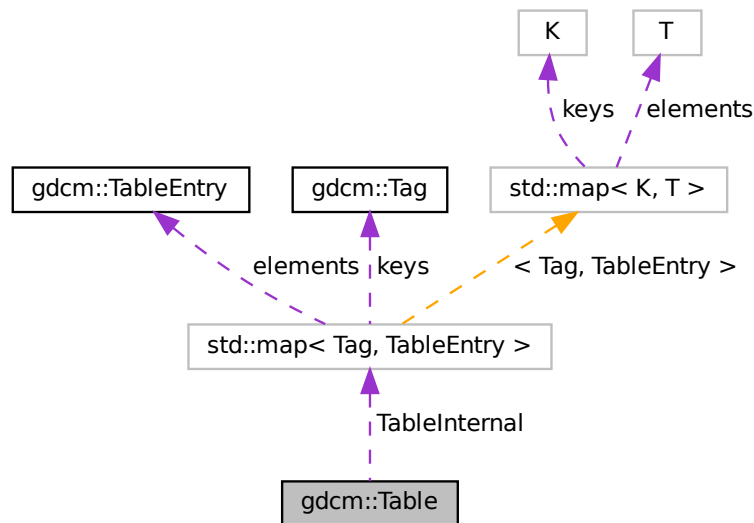 K
T
keys
elements
gdcm::TableEntry
gdcm::Tag
std::map< K, T >
elements
keys
< Tag, TableEntry >
std::map< Tag, TableEntry >
TableInternal
gdcm::Table